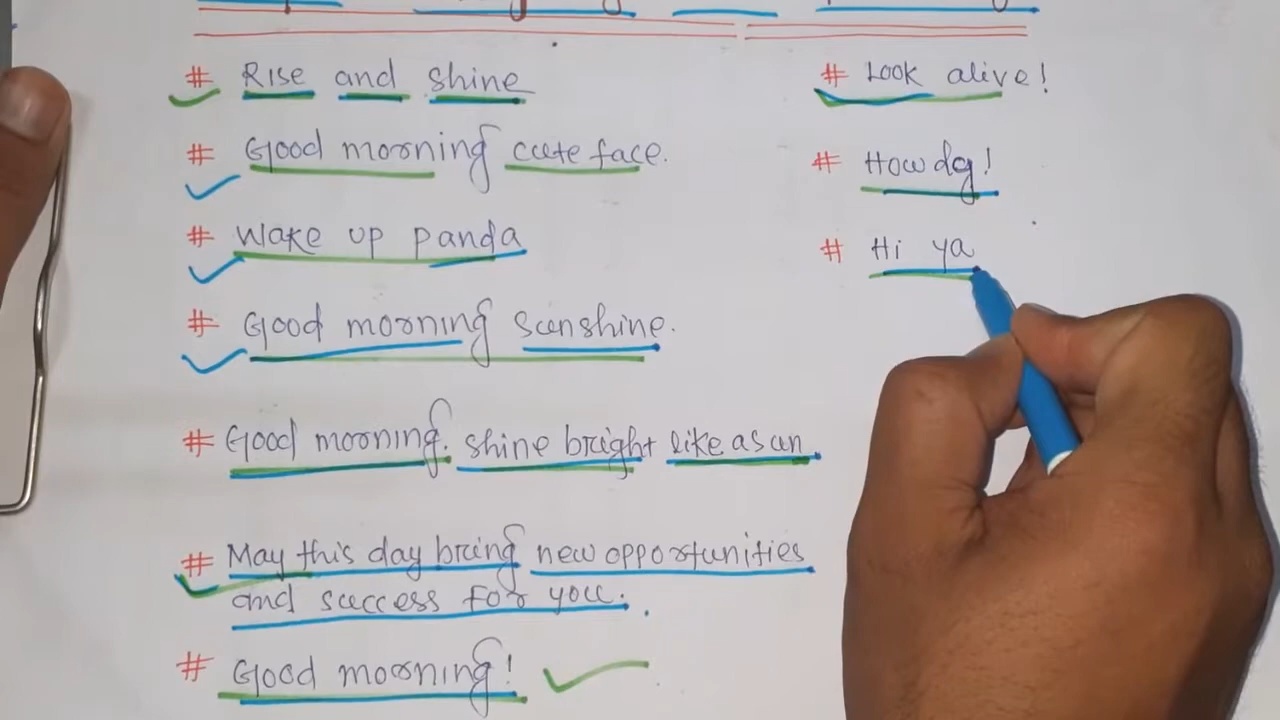 # Rise and shine
# Good morning cute face.
# Wake up panda
# Good morning sunshine.
# Good morning. shine bright like a sun
# May this day bring new opportunities
and success for you.
# Good morning!
# Look alive!
# Howdy!
# Hi ya